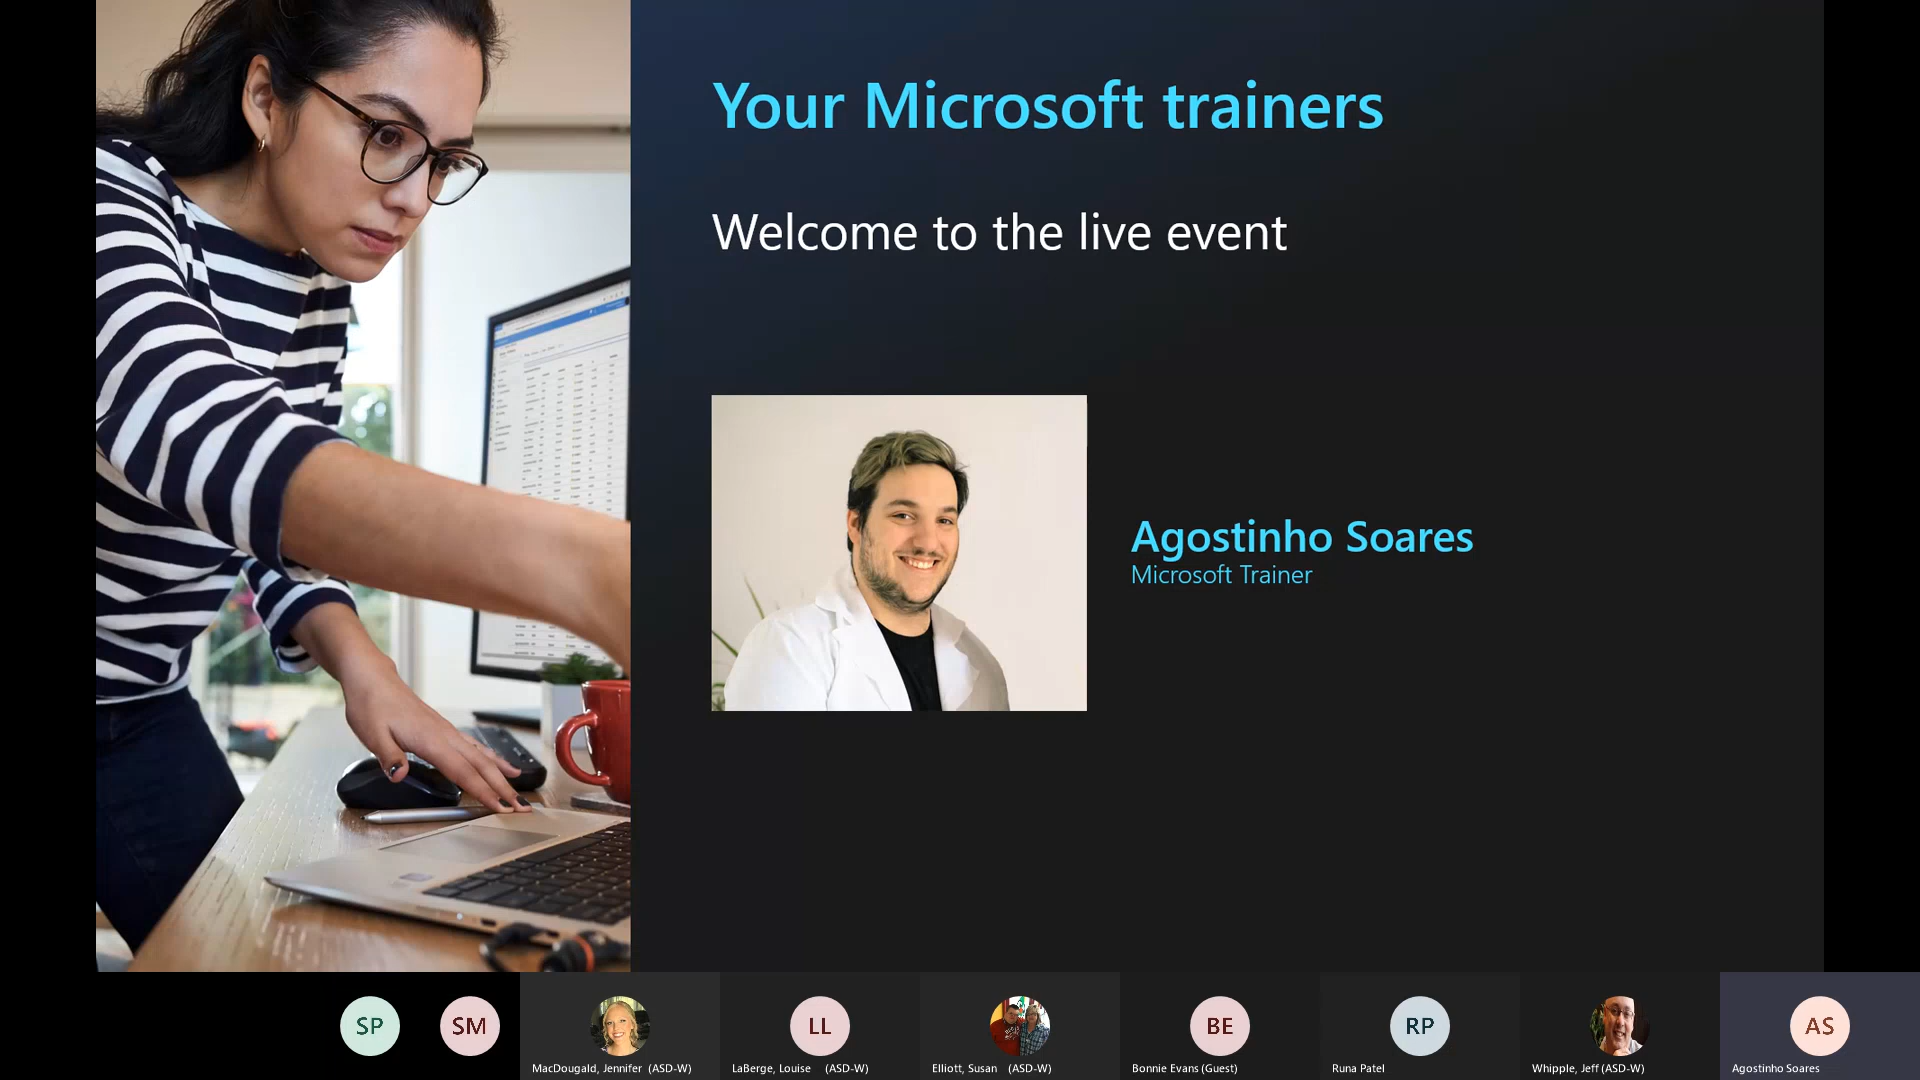 Your Microsoft trainers
Welcome to the live event
Agostinho Soares
Microsoft Trainer
SP
SM
LL
BE
RP
AS
MacDougald, Jennifer (ASD-W)
LaBerge, Louise (ASD-W)
Elliott, Susan (ASD-W)
Bonnie Evans (Guest)
Runa Patel
Whipple, Jeff (ASD-W)
Agostinho Soares